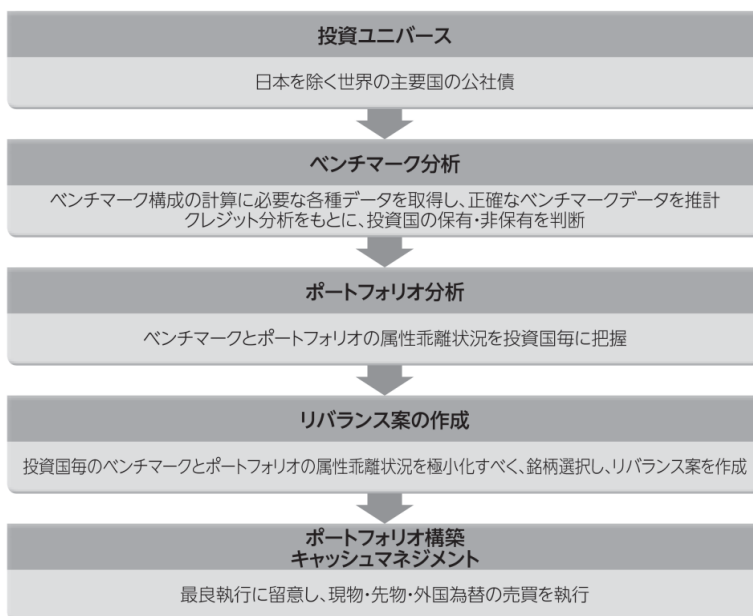 投資ユニバース
日本を除く世界の主要国の公社債
ベンチマーク分析
ベンチマーク構成の計算に必要な各種データを取得し、正確なベンチマークデータを推計
クレジット分析をもとに、投資国の保有・非保有を判断
ポートフォリオ分析
ベンチマークとポートフォリオの属性乖離状況を投資国毎に把握
リバランス案の作成
投資国毎のベンチマークとポートフォリオの属性乖離状況を極小化すべく、銘柄選択し、リバランス案を作成
ポートフォリオ構築
キャッシュマネジメント
最良執行に留意し、現物・先物・外国為替の売買を執行